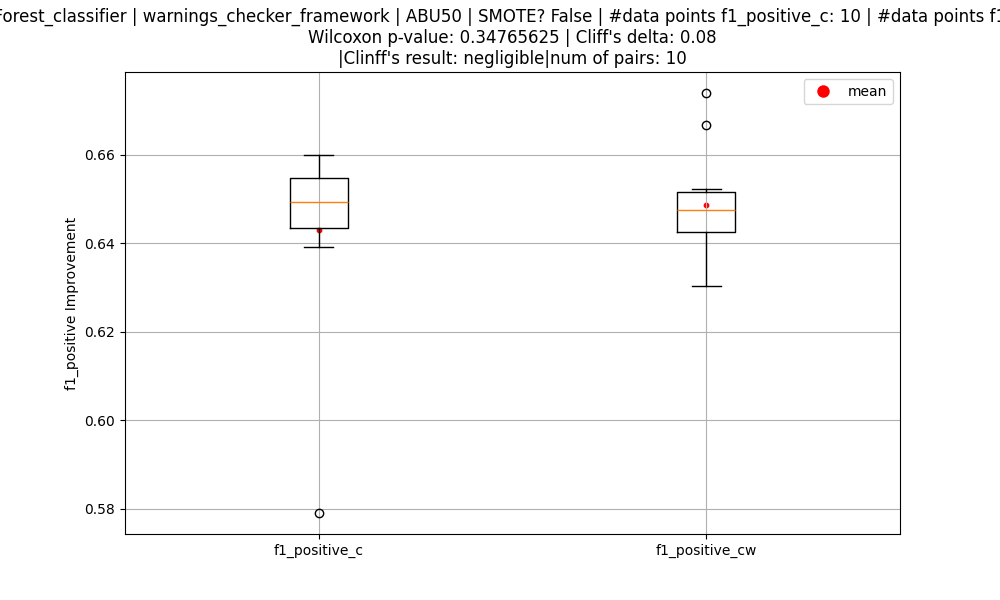 Forest_classifier | warnings_checker_framework | ABU50 | SMOTE? False | #data points f1_positive_c: 10 | #data points f1
Wilcoxon p-value: 0.34765625 | Cliff's delta: 0.08
|Clinff's result: negligible|num of pairs: 10
mean
0.66
0.64
0.62
0.60
0.58
f1_positive Improvement
f1_positive_c
f1_positive_cw